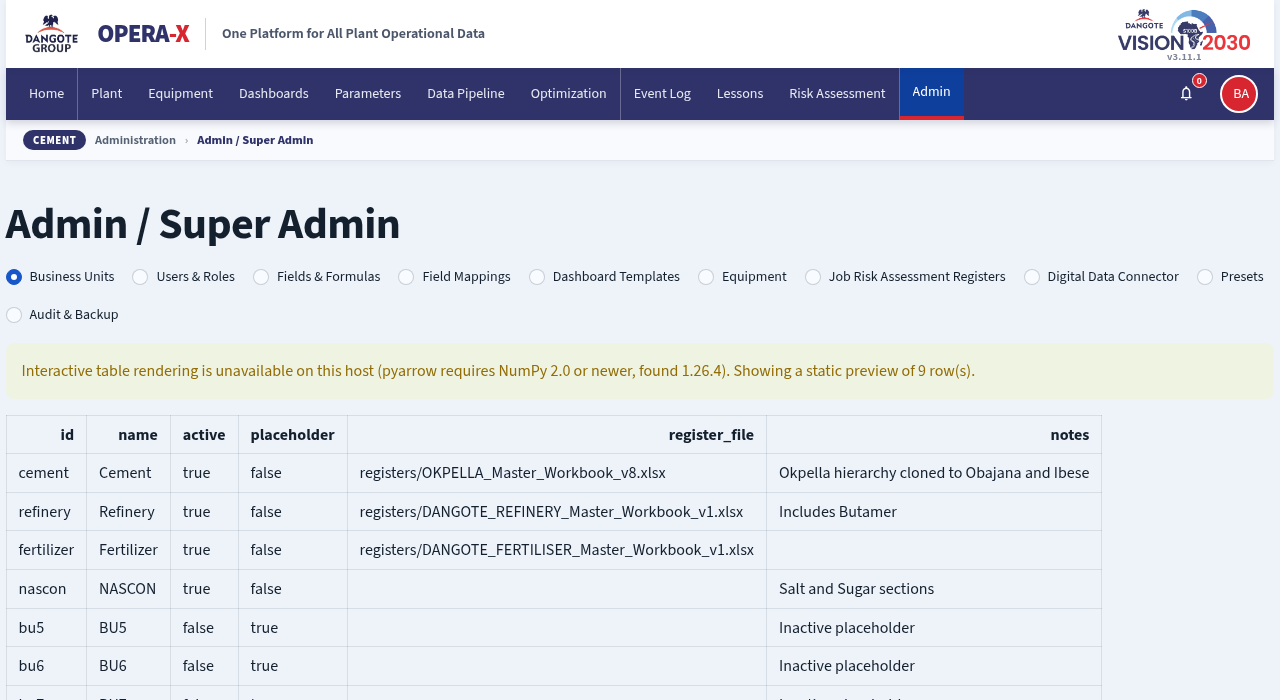 DANGOTE
GROUP
OPERA-X
One Platform for All Plant Operational Data
DANGOTE
VISION 2030
v3.11.1
Home Plant Equipment Dashboards Parameters Data Pipeline Optimization Event Log Lessons Risk Assessment Admin 0 BA
CEMENT Administration › Admin / Super Admin
Admin / Super Admin
Business Units Users & Roles Fields & Formulas Field Mappings Dashboard Templates Equipment Job Risk Assessment Registers Digital Data Connector Presets
Audit & Backup
Interactive table rendering is unavailable on this host (pyarrow requires NumPy 2.0 or newer, found 1.26.4). Showing a static preview of 9 row(s).
id name active placeholder register_file notes
cement Cement true false registers/OKPELLA_Master_Workbook_v8.xlsx Okpella hierarchy cloned to Obajana and Ibese
refinery Refinery true false registers/DANGOTE_REFINERY_Master_Workbook_v1.xlsx Includes Butamer
fertilizer Fertilizer true false registers/DANGOTE_FERTILISER_Master_Workbook_v1.xlsx
nascon NASCON true false Salt and Sugar sections
bu5 BU5 false true Inactive placeholder
bu6 BU6 false true Inactive placeholder